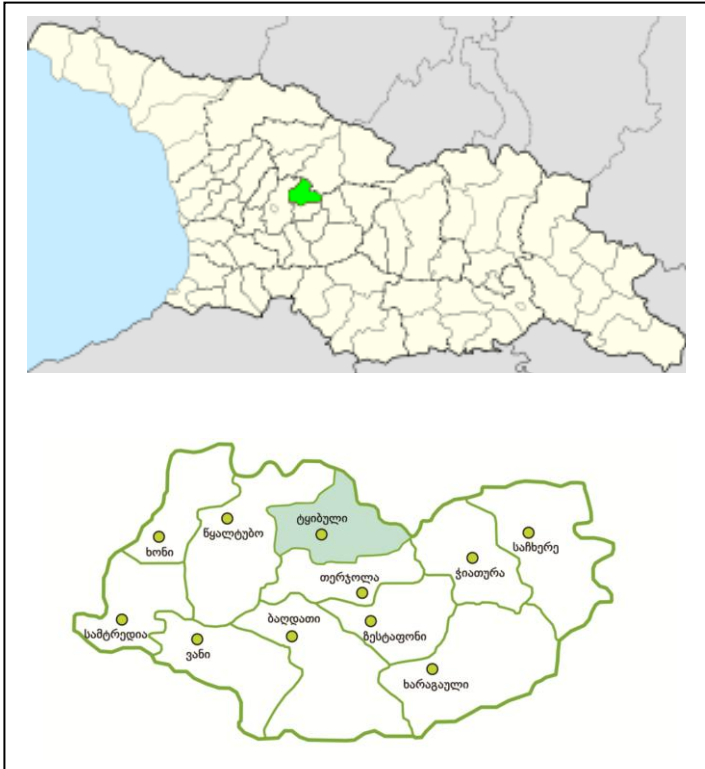 ტყიბული
წყალტუბო
საჩხერე
ხონი
ჭიათურა
თერჯოლა
ბაღდათი
სამტრედია
ზესტაფონი
ვანი
ხარაგაული